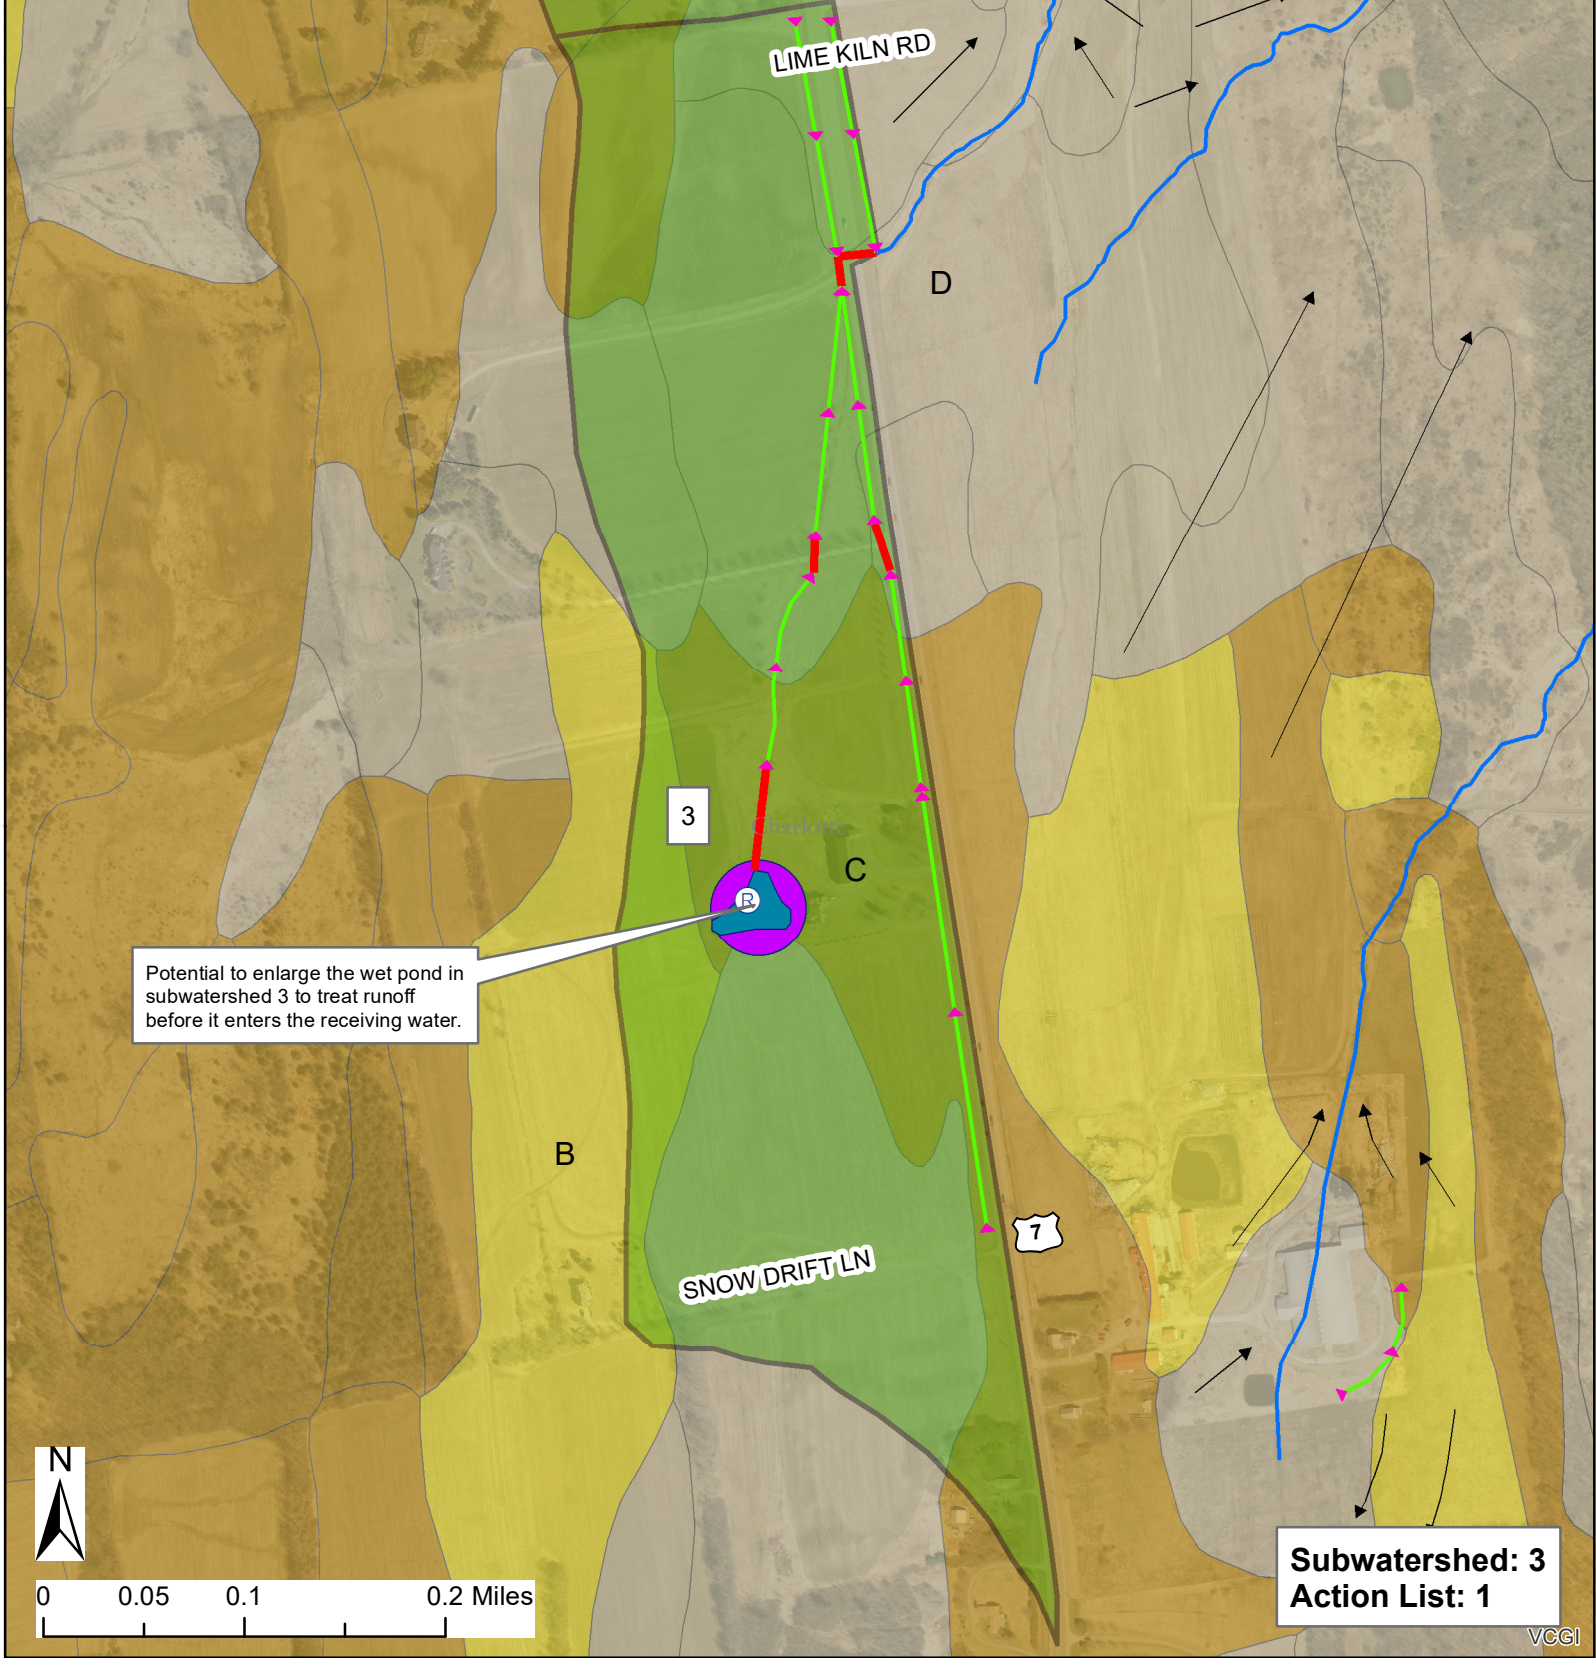 LIME KILN RD
D
3
Charlotte
C
R
Potential to enlarge the wet pond in
subwatershed 3 to treat runoff
before it enters the receiving water.
B
7
SNOW DRIFT LN
N
0 0.05 0.1 0.2 Miles
Subwatershed: 3
Action List: 1
VCGI